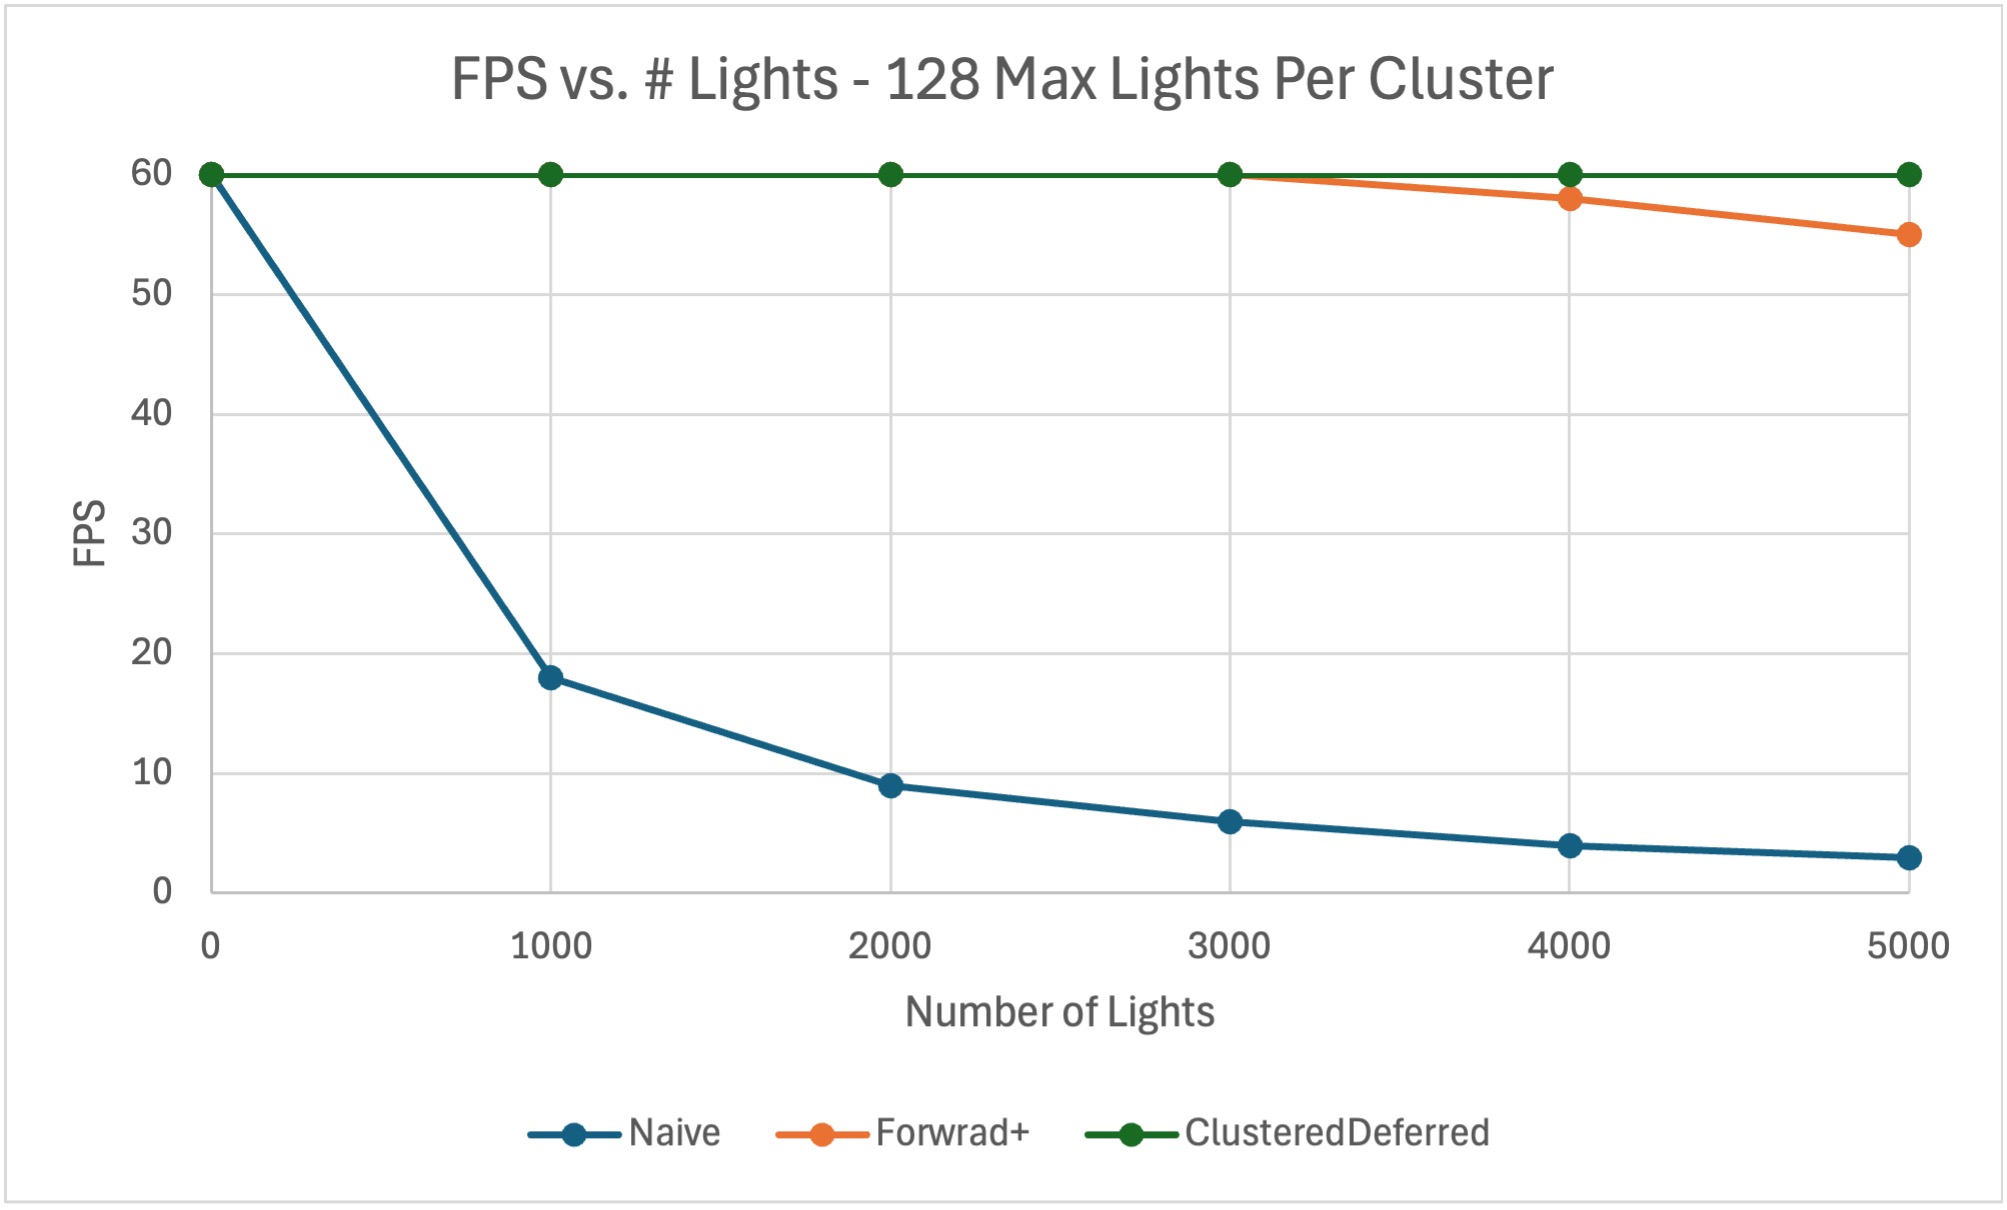 FPS vs. # Lights - 128 Max Lights Per Cluster
60
50
40
30
20
10
0
FPS
0 1000 2000 3000 4000 5000
Number of Lights
Naive Forwrad+ ClusteredDeferred